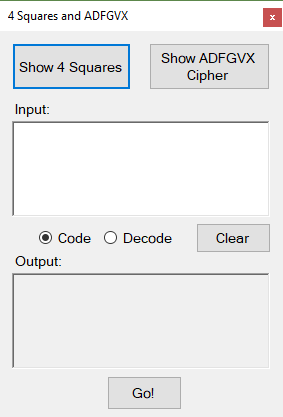 4 Squares and ADFGVX
x
Show 4 Squares
Show ADFGVX
Cipher
Input:
Code
Decode
Clear
Output:
Go!